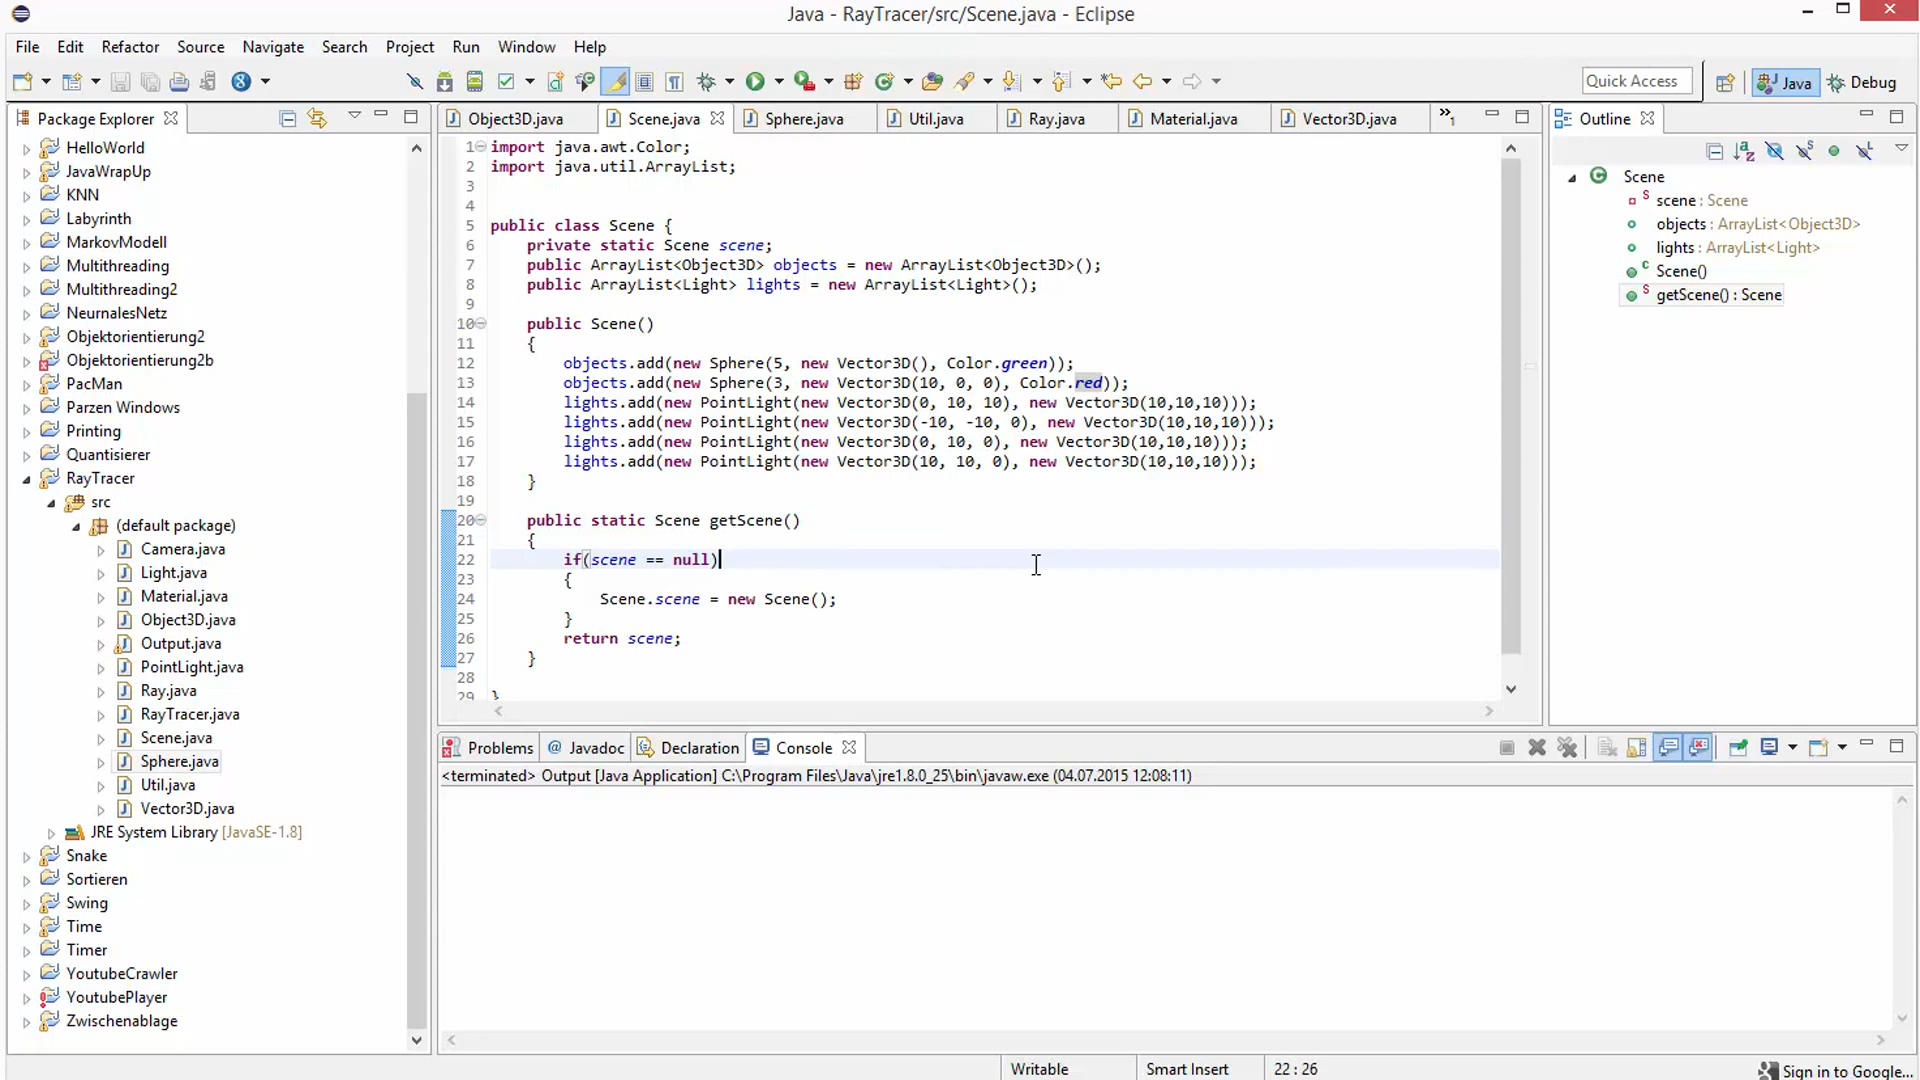 Java - RayTracer/src/Scene.java - Eclipse
File Edit Refactor Source Navigate Search Project Run Window Help
Quick Access Java Debug
Package Explorer
HelloWorld
JavaWrapUp
KNN
Labyrinth
MarkovModell
Multithreading
Multithreading2
NeurnalesNetz
Objektorientierung2
Objektorientierung2b
PacMan
Parzen Windows
Printing
Quantisierer
RayTracer
src
(default package)
Camera.java
Light.java
Material.java
Object3D.java
Output.java
PointLight.java
Ray.java
RayTracer.java
Scene.java
Sphere.java
Util.java
Vector3D.java
JRE System Library [JavaSE-1.8]
Snake
Sortieren
Swing
Time
Timer
YoutubeCrawler
YoutubePlayer
Zwischenablage
Object3D.java Scene.java Sphere.java Util.java Ray.java Material.java Vector3D.java »1
1 import java.awt.Color;
2 import java.util.ArrayList;
3
4
5 public class Scene {
6 private static Scene scene;
7 public ArrayList<Object3D> objects = new ArrayList<Object3D>();
8 public ArrayList<Light> lights = new ArrayList<Light>();
9
10 public Scene()
11 {
12 objects.add(new Sphere(5, new Vector3D(), Color.green));
13 objects.add(new Sphere(3, new Vector3D(10, 0, 0), Color.red));
14 lights.add(new PointLight(new Vector3D(0, 10, 10), new Vector3D(10,10,10)));
15 lights.add(new PointLight(new Vector3D(-10, -10, 0), new Vector3D(10,10,10)));
16 lights.add(new PointLight(new Vector3D(0, 10, 0), new Vector3D(10,10,10)));
17 lights.add(new PointLight(new Vector3D(10, 10, 0), new Vector3D(10,10,10)));
18 }
19
20 public static Scene getScene()
21 {
22 if(scene == null)
23 {
24 Scene.scene = new Scene();
25 }
26 return scene;
27 }
28
29 }
Outline
Scene
scene : Scene
objects : ArrayList<Object3D>
lights : ArrayList<Light>
Scene()
getScene() : Scene
Problems @ Javadoc Declaration Console
<terminated> Output [Java Application] C:\Program Files\Java\jre1.8.0_25\bin\javaw.exe (04.07.2015 12:08:11)
Writable Smart Insert 22 : 26 Sign in to Google...